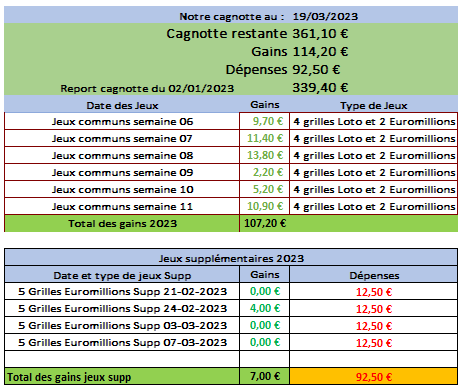 Notre cagnotte au : 19/03/2023
Cagnotte restante 361,10 €
Gains 114,20 €
Dépenses 92,50 €
Report cagnotte du 02/01/2023 339,40 €
Date des Jeux Gains Type de Jeux
Jeux communs semaine 06 9,70 € 4 grilles Loto et 2 Euromillions
Jeux communs semaine 07 11,40 € 4 grilles Loto et 2 Euromillions
Jeux communs semaine 08 13,80 € 4 grilles Loto et 2 Euromillions
Jeux communs semaine 09 2,20 € 4 grilles Loto et 2 Euromillions
Jeux communs semaine 10 5,20 € 4 grilles Loto et 2 Euromillions
Jeux communs semaine 11 10,90 € 4 grilles Loto et 2 Euromillions
Total des gains 2023 107,20 €
Jeux supplémentaires 2023
Date et type de jeux Supp Gains Dépenses
5 Grilles Euromillions Supp 21-02-2023 0,00 € 12,50 €
5 Grilles Euromillions Supp 24-02-2023 4,00 € 12,50 €
5 Grilles Euromillions Supp 03-03-2023 0,00 € 12,50 €
5 Grilles Euromillions Supp 07-03-2023 0,00 € 12,50 €
Total des gains jeux supp 7,00 € 92,50 €